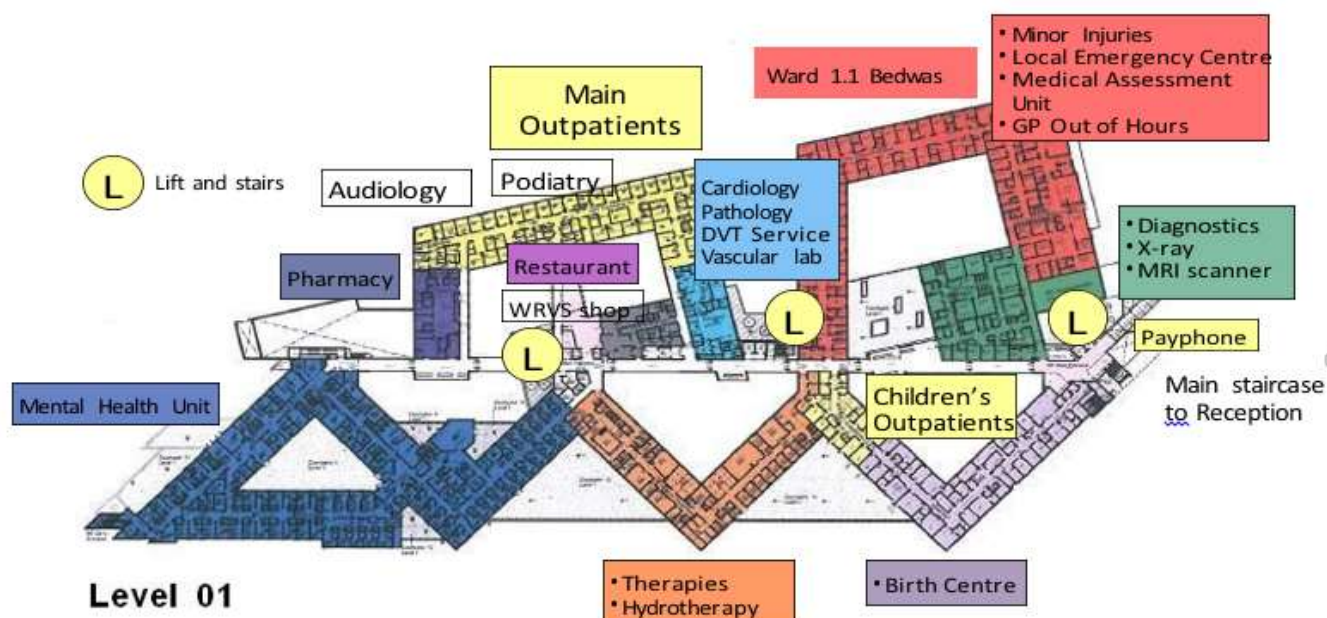 • Minor Injuries
• Local Emergency Centre
• Medical Assessment
Unit
• GP Out of Hours
Ward 1.1 Bedwas
Main
Outpatients
L
Lift and stairs
Audiology
Podiatry
Cardiology
Pathology
DVT Service
Vascular lab
• Diagnostics
• X-ray
• MRI scanner
Pharmacy
Restaurant
WRVS shop
L
L
L
Payphone
Main staircase
to Reception
Mental Health Unit
Children's
Outpatients
• Therapies
• Hydrotherapy
• Birth Centre
Level 01